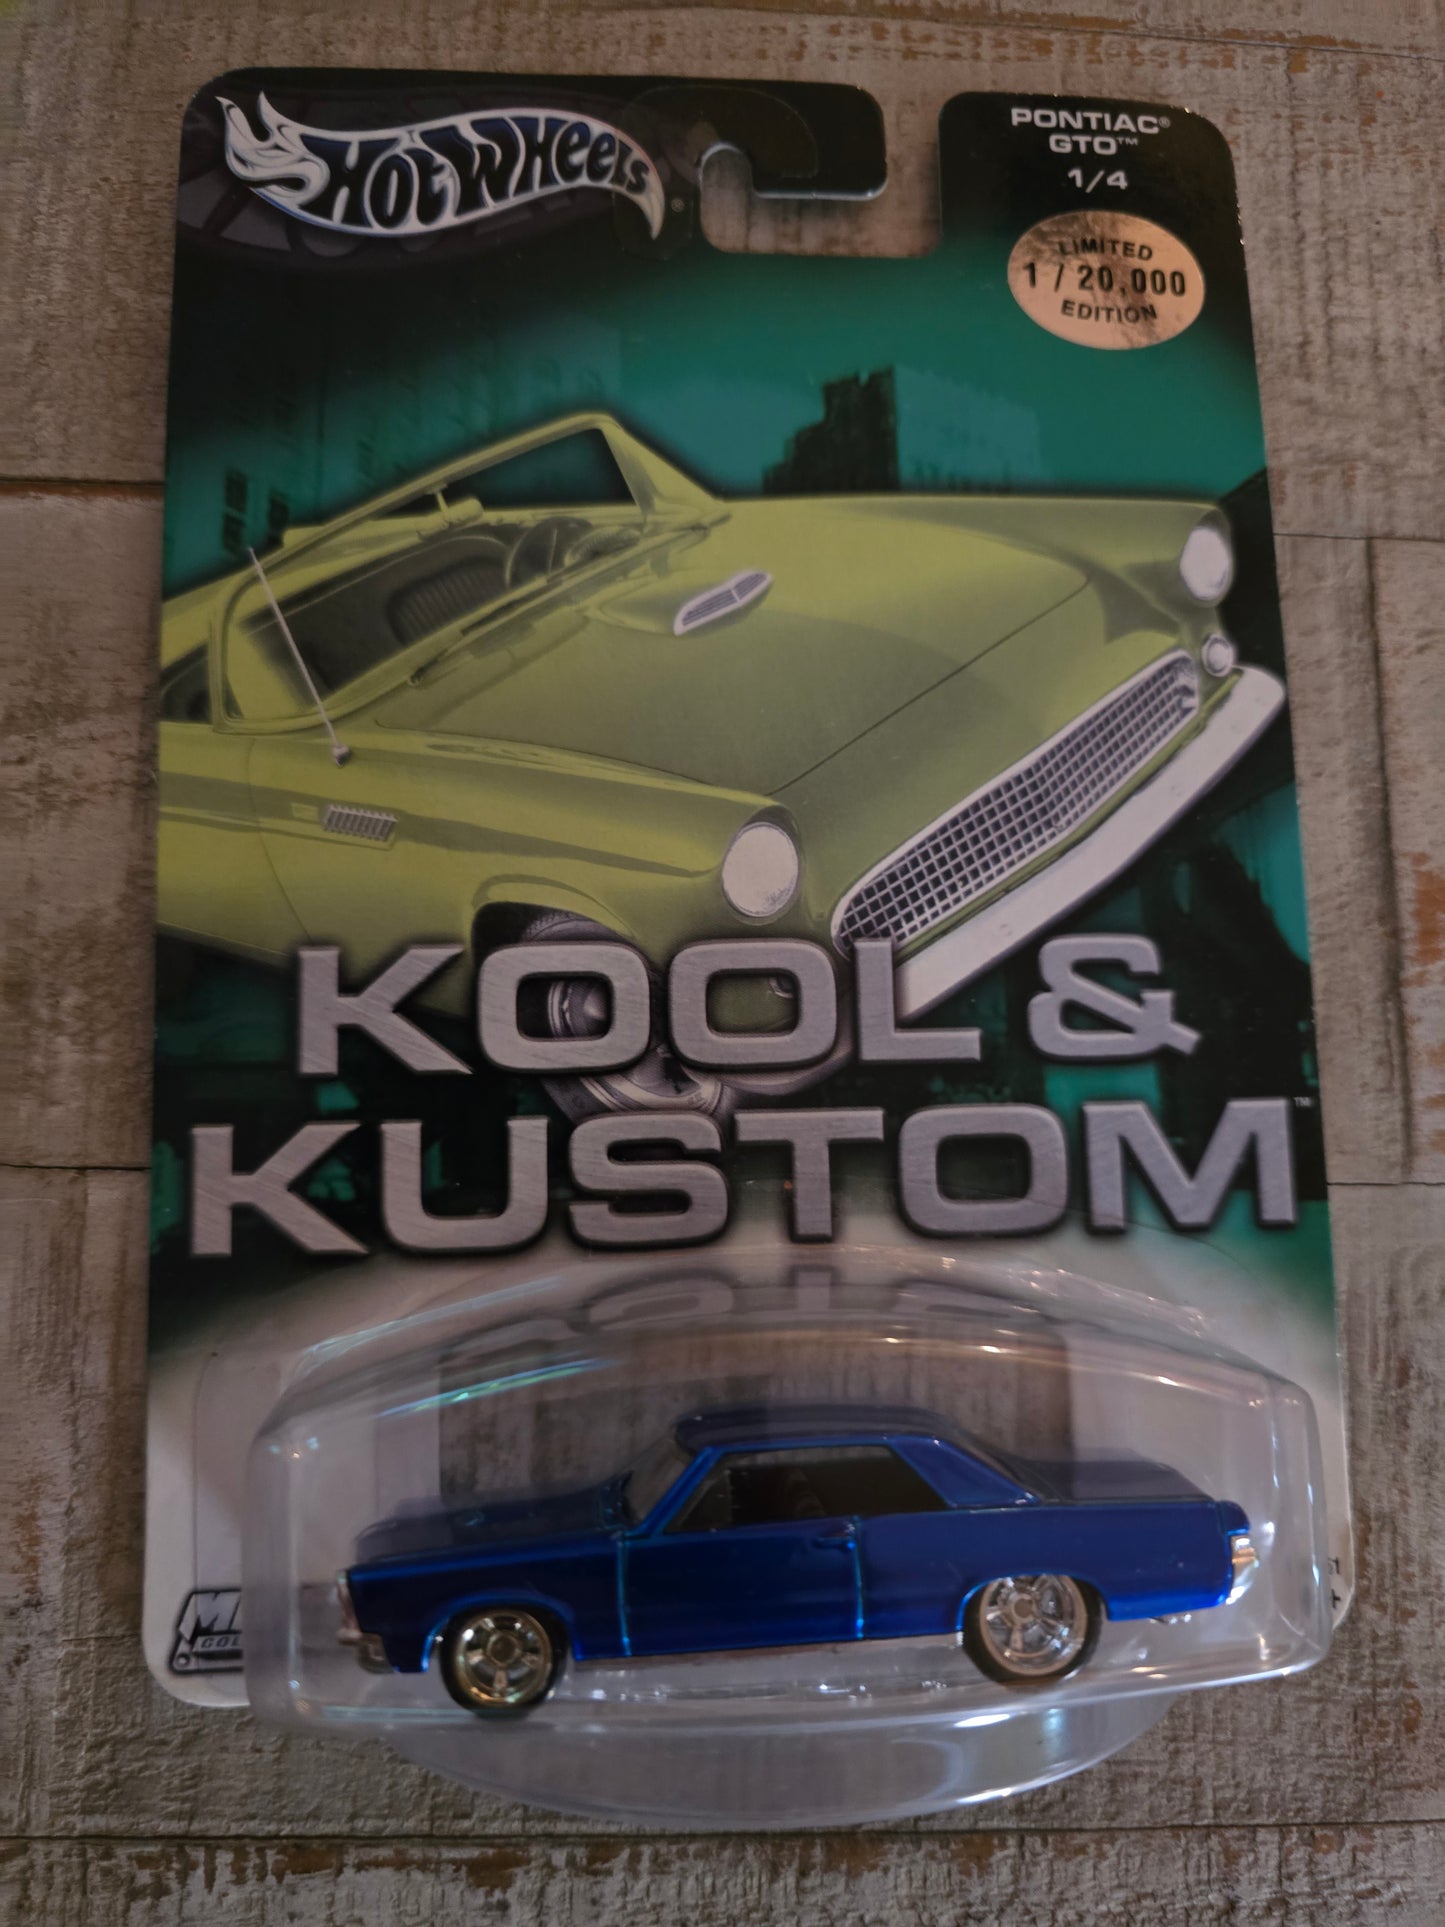 Hot Wheels ®
PONTIAC®
GTO™
1/4
LIMITED
1 / 20,000
EDITION
KOOL &
KUSTOM™